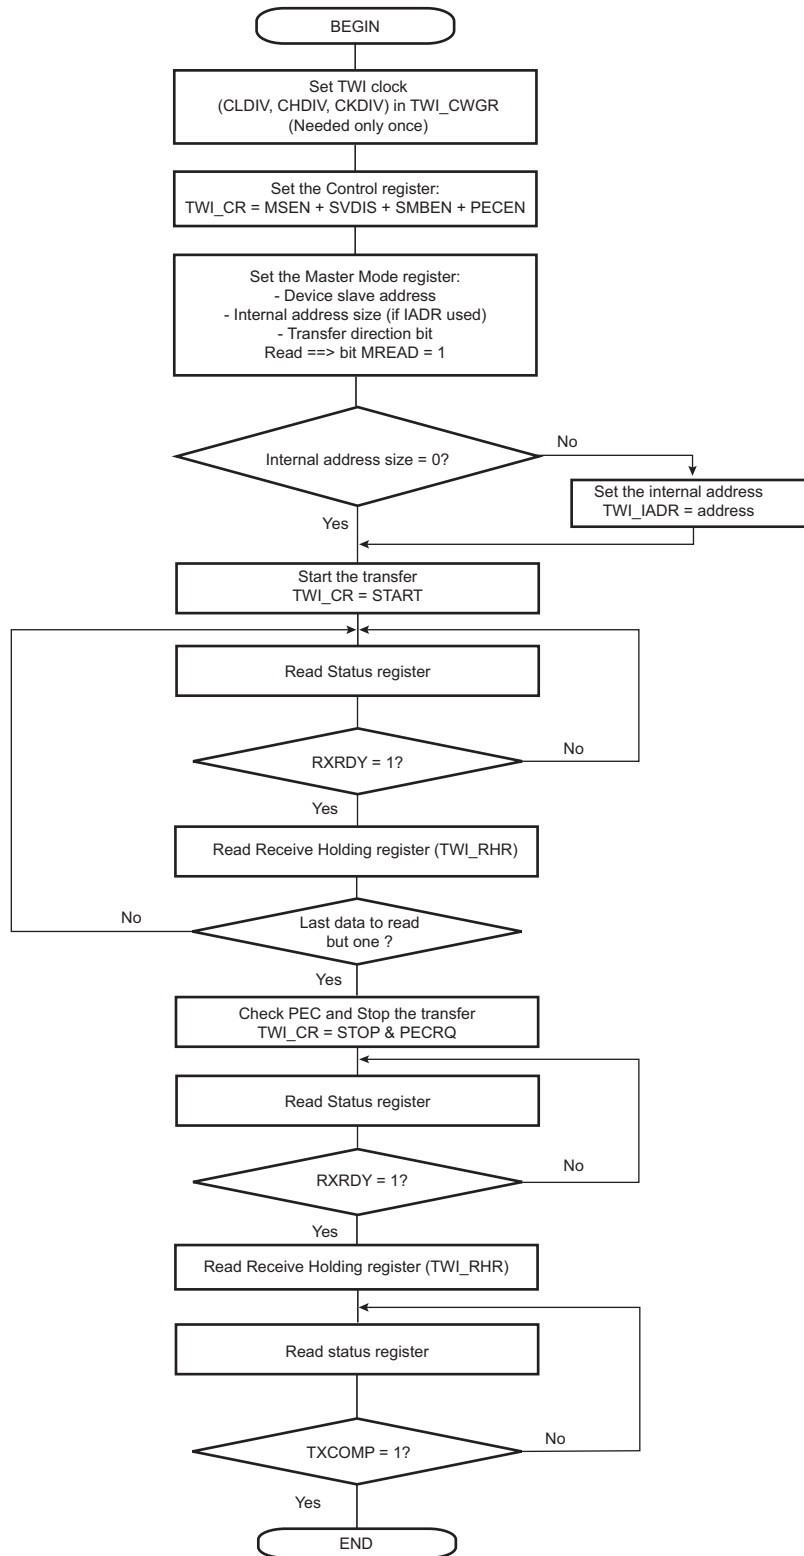 BEGIN
Set TWI clock
(CLDIV, CHDIV, CKDIV) in TWI_CWGR
(Needed only once)
Set the Control register:
TWI_CR = MSEN + SVDIS + SMBEN + PECEN
Set the Master Mode register:
- Device slave address
- Internal address size (if IADR used)
- Transfer direction bit
Read ==> bit MREAD = 1
Internal address size = 0?
No
Set the internal address
TWI_IADR = address
Yes
Start the transfer
TWI_CR = START
Read Status register
RXRDY = 1?
No
Yes
Read Receive Holding register (TWI_RHR)
Last data to read
but one ?
No
Yes
Check PEC and Stop the transfer
TWI_CR = STOP & PECRQ
Read Status register
RXRDY = 1?
No
Yes
Read Receive Holding register (TWI_RHR)
Read status register
TXCOMP = 1?
No
Yes
END